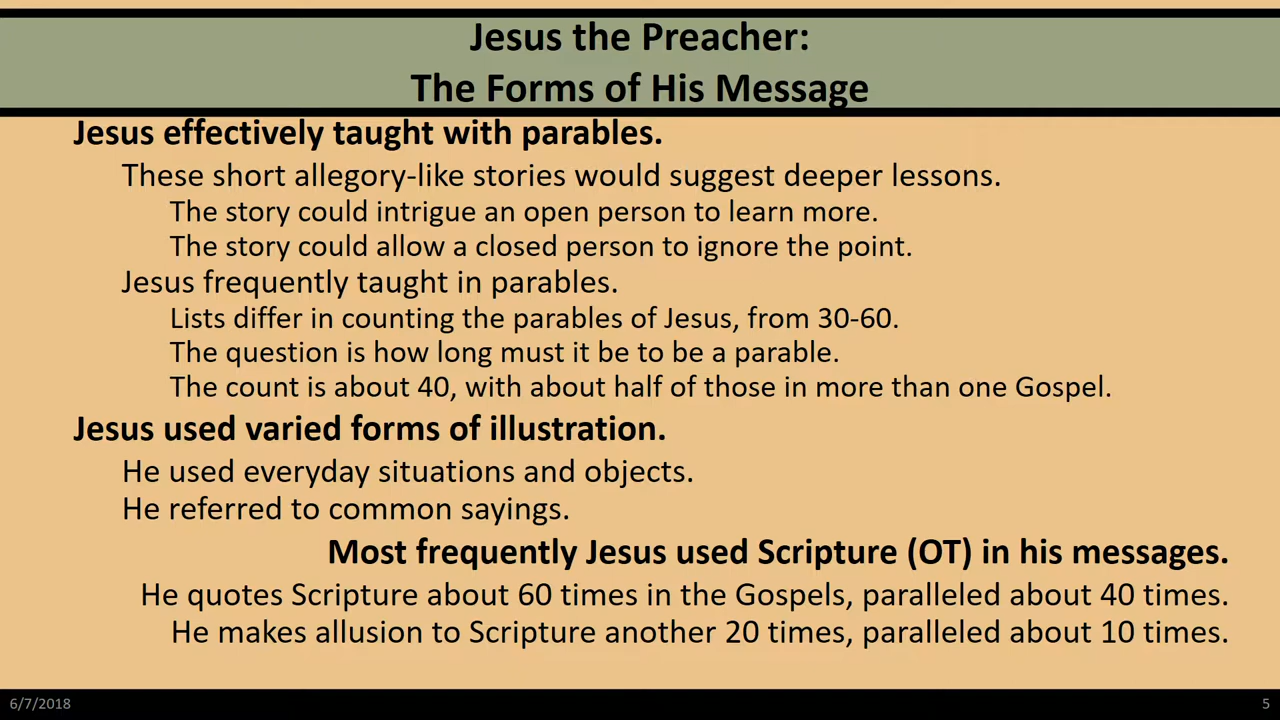 Jesus the Preacher:
The Forms of His Message
Jesus effectively taught with parables.
These short allegory-like stories would suggest deeper lessons.
The story could intrigue an open person to learn more.
The story could allow a closed person to ignore the point.
Jesus frequently taught in parables.
Lists differ in counting the parables of Jesus, from 30-60.
The question is how long must it be to be a parable.
The count is about 40, with about half of those in more than one Gospel.
Jesus used varied forms of illustration.
He used everyday situations and objects.
He referred to common sayings.
Most frequently Jesus used Scripture (OT) in his messages.
He quotes Scripture about 60 times in the Gospels, paralleled about 40 times.
He makes allusion to Scripture another 20 times, paralleled about 10 times.
6/7/2018
5